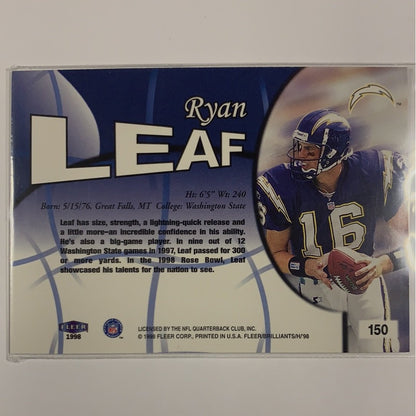 Ryan
LEAF
Ht: 6'5" Wt: 240
Born: 5/15/76, Great Falls, MT College: Washington State
Leaf has size, strength, a lightning-quick release and
a little more–an incredible confidence in his ability.
He's also a big-game player. In nine out of 12
Washington State games in 1997, Leaf passed for 300
or more yards. In the 1998 Rose Bowl, Leaf
showcased his talents for the nation to see.
16
150
FLEER
1998
LICENSED BY THE NFL QUARTERBACK CLUB, INC.
© 1998 FLEER CORP., PRINTED IN U.S.A. FLEER/BRILLIANTS/H/'98